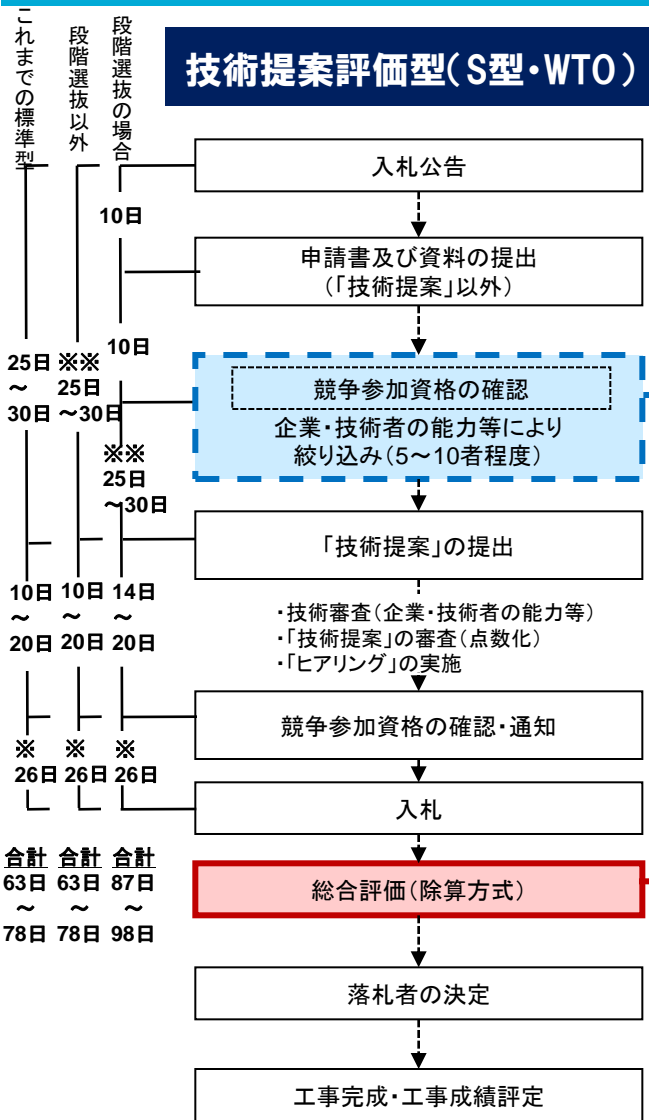 これまでの標準型
段階選抜以外
段階選抜の場合
技術提案評価型(S型・WTO)
入札公告
10日
申請書及び資料の提出
(「技術提案」以外)
10日
25日
～
30日
※※
25日
～30日
※※
25日
～30日
競争参加資格の確認
企業・技術者の能力等により
絞り込み(5～10者程度)
「技術提案」の提出
10日 10日 14日
～ ～ ～
20日 20日 20日
・技術審査(企業・技術者の能力等)
・「技術提案」の審査(点数化)
・「ヒアリング」の実施
競争参加資格の確認・通知
※ ※ ※
26日 26日 26日
入札
合計 合計 合計
63日 63日 87日
～ ～ ～
78日 78日 98日
総合評価(除算方式)
落札者の決定
工事完成・工事成績評定